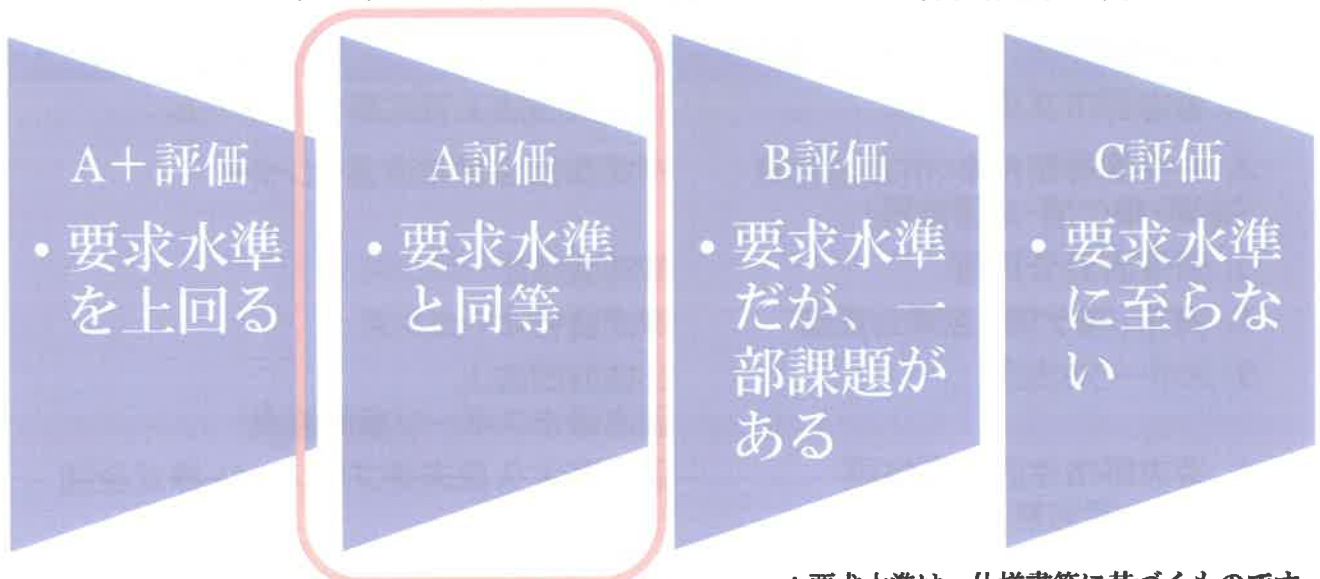 A+評価
・要求水準
を上回る
A評価
・要求水準
と同等
B評価
・要求水準
だが、一
部課題が
ある
C評価
・要求水準
に至らな
い